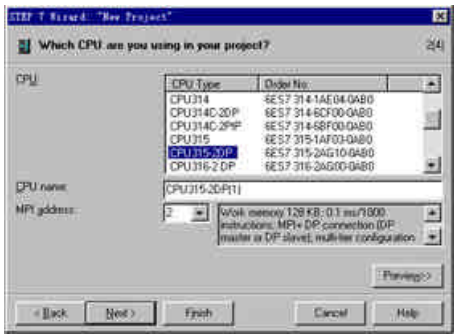 STEP 7 Wizard: "New Project"
Which CPU are you using in your project?
2(4)
CPU:
CPU Type Order No
CPU314 6ES7 314-1AE04-0AB0
CPU314C-2DP 6ES7 314-6CF00-0AB0
CPU314C-2PtP 6ES7 314-6BF00-0AB0
CPU315 6ES7 315-1AF03-0AB0
CPU315-2DP 6ES7 315-2AG10-0AB0
CPU316-2 DP 6ES7 316-2AG00-0AB0
CPU name: CPU315-2DP(1)
MPI address: 2
Work memory 128 KB; 0.1 ms/1000
instructions; MPI+ DP connection (DP
master or DP slave); multi-tier configuration
Preview>>
< Back Next > Finish Cancel Help